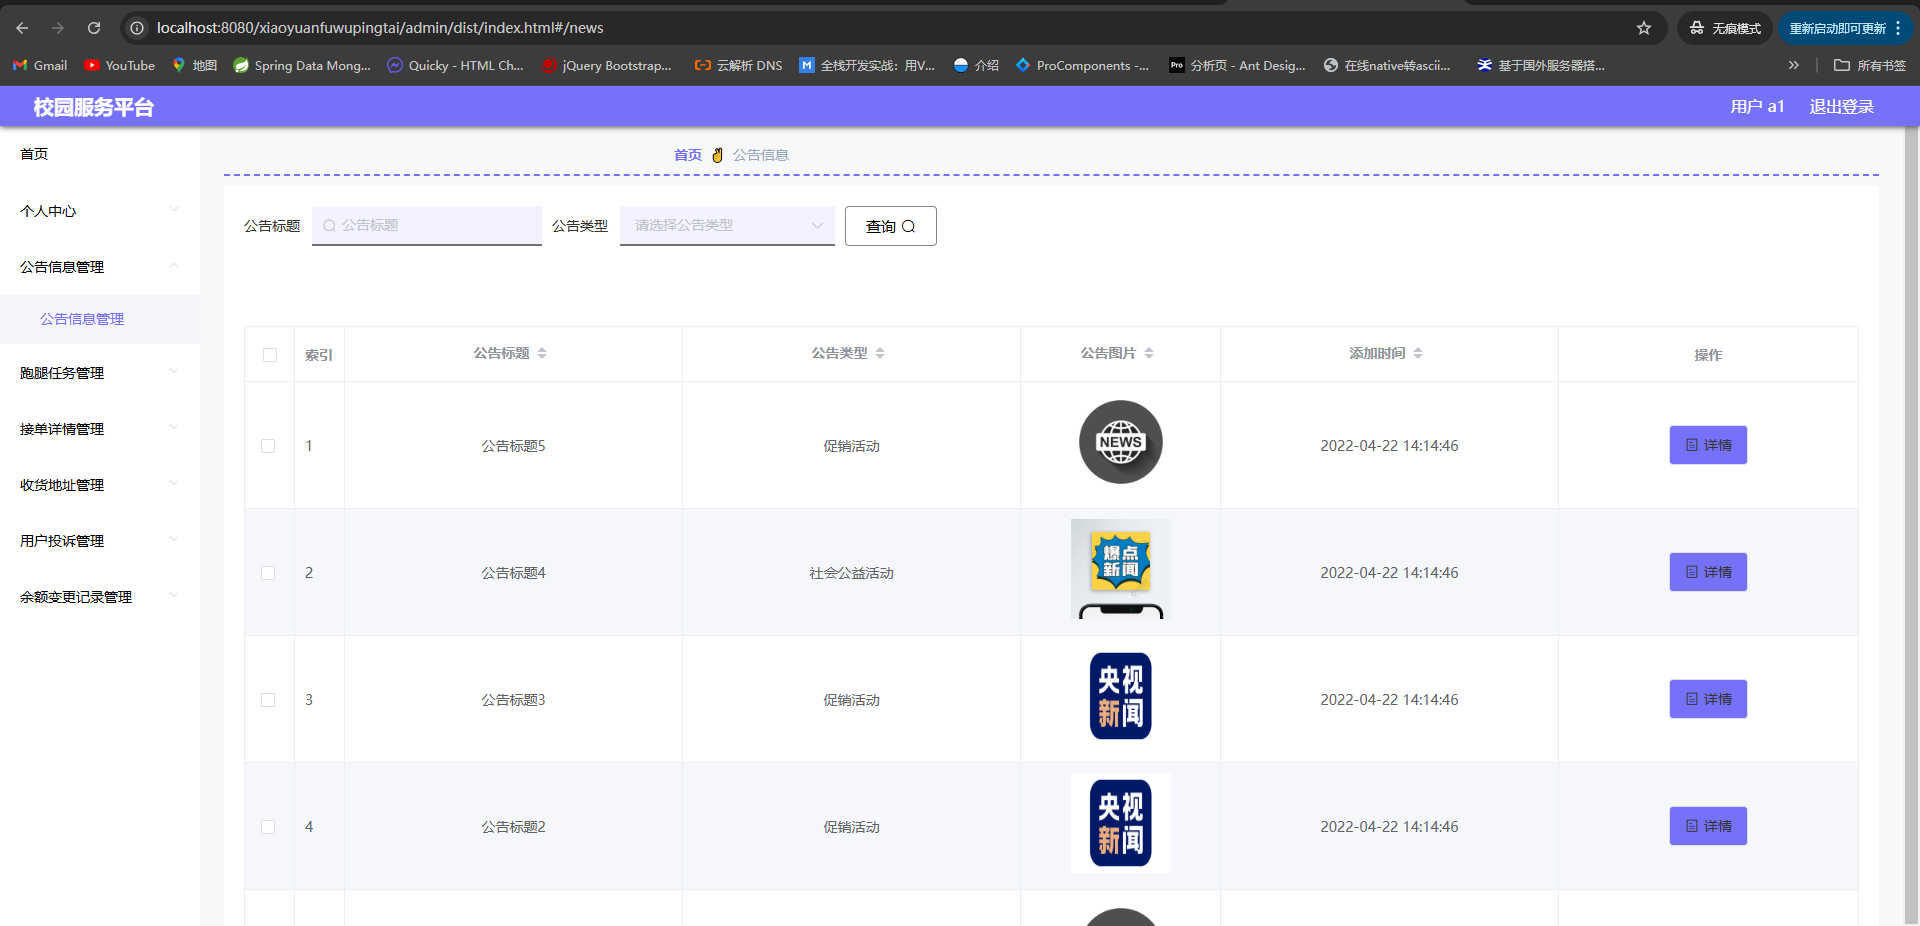 localhost:8080/xiaoyuanfuwupingtai/admin/dist/index.html#/news
无痕模式
重新启动即可更新
Gmail YouTube 地图 Spring Data Mong... Quicky - HTML Ch... jQuery Bootstrap... 云解析 DNS 全栈开发实战：用V... 介绍 ProComponents -... Pro 分析页 - Ant Desig... 在线native转ascii... 基于国外服务器搭... » 所有书签
校园服务平台 用户 a1 退出登录
首页
个人中心
公告信息管理
公告信息管理
跑腿任务管理
接单详情管理
收货地址管理
用户投诉管理
余额变更记录管理
首页 公告信息
公告标题 公告标题 公告类型 请选择公告类型 查询
索引 公告标题 公告类型 公告图片 添加时间 操作
1 公告标题5 促销活动 NEWS 2022-04-22 14:14:46 详情
2 公告标题4 社会公益活动 爆点新闻 2022-04-22 14:14:46 详情
3 公告标题3 促销活动 央视新闻 2022-04-22 14:14:46 详情
4 公告标题2 促销活动 央视新闻 2022-04-22 14:14:46 详情